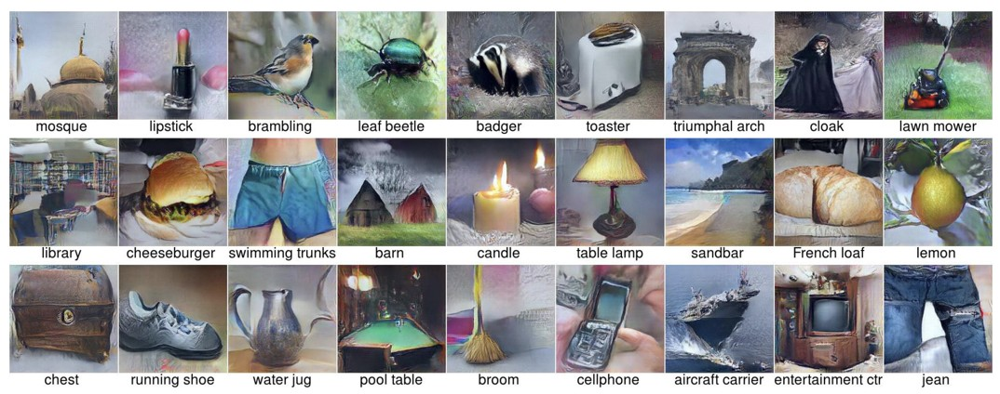 mosque lipstick brambling leaf beetle badger toaster triumphal arch cloak lawn mower
library cheeseburger swimming trunks barn candle table lamp sandbar French loaf lemon
chest running shoe water jug pool table broom cellphone aircraft carrier entertainment ctr jean